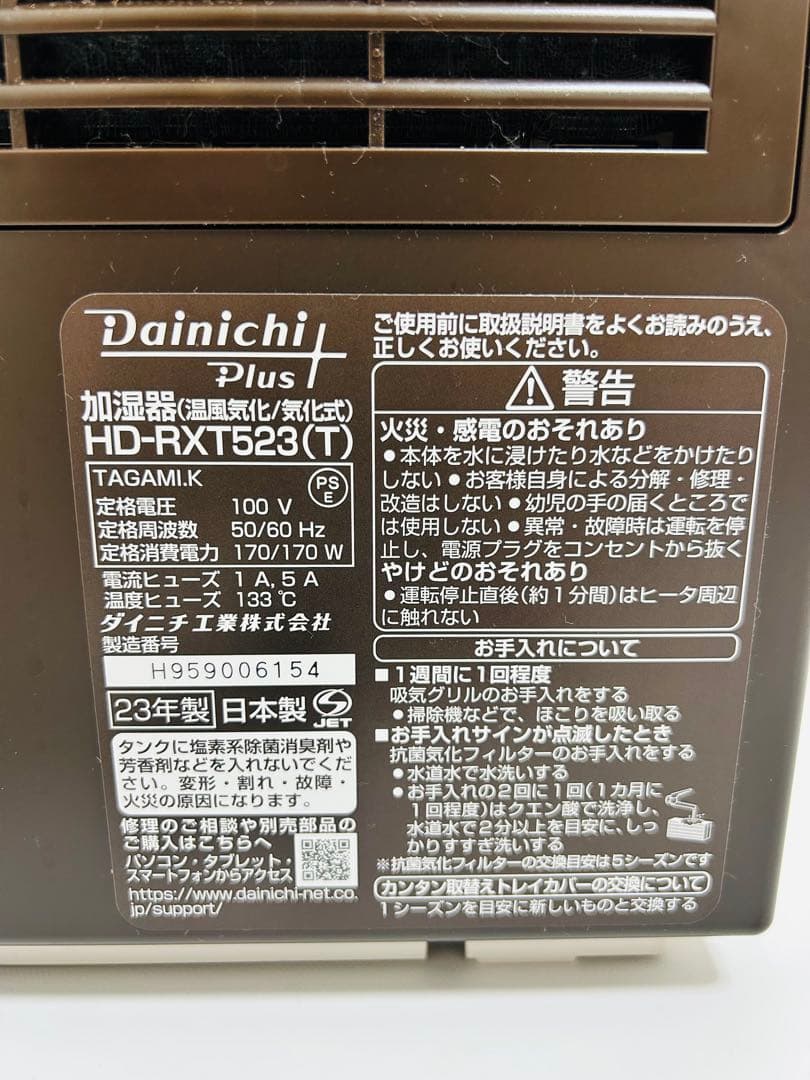 Dainichi
Plus
加湿器(温風気化/気化式)
HD-RXT523(T)
TAGAMI.K
PS
E
定格電圧 100 V
定格周波数 50/60 Hz
定格消費電力 170/170 W
電流ヒューズ 1 A, 5 A
温度ヒューズ 133 ℃
ダイニチ工業株式会社
製造番号
H959006154
23年製 日本製 JET
タンクに塩素系除菌消臭剤や
芳香剤などを入れないでくださ
い。変形・割れ・故障・
火災の原因になります。
修理のご相談や別売部品の
ご購入はこちらへ
パソコン・タブレット・
スマートフォンからアクセス
https://www.dainichi-net.co.
jp/support/
ご使用前に取扱説明書をよくお読みのうえ、
正しくお使いください。
警告
火災・感電のおそれあり
●本体を水に浸けたり水などをかけたり
しない ●お客様自身による分解・修理・
改造はしない ●幼児の手の届くところで
は使用しない ●異常・故障時は運転を停
止し、電源プラグをコンセントから抜く
やけどのおそれあり
●運転停止直後(約1分間)はヒータ周辺
に触れない
お手入れについて
■1週間に1回程度
吸気グリルのお手入れをする
●掃除機などで、ほこりを吸い取る
■お手入れサインが点滅したとき
抗菌気化フィルターのお手入れをする
●水道水で水洗いする
●お手入れの2回に1回(1カ月に
1回程度)はクエン酸で洗浄し、
水道水で2分以上を目安に、しっ
かりすすぎ洗いする
※抗菌気化フィルターの交換目安は5シーズンです
カンタン取替えトレイカバーの交換について
1シーズンを目安に新しいものと交換する